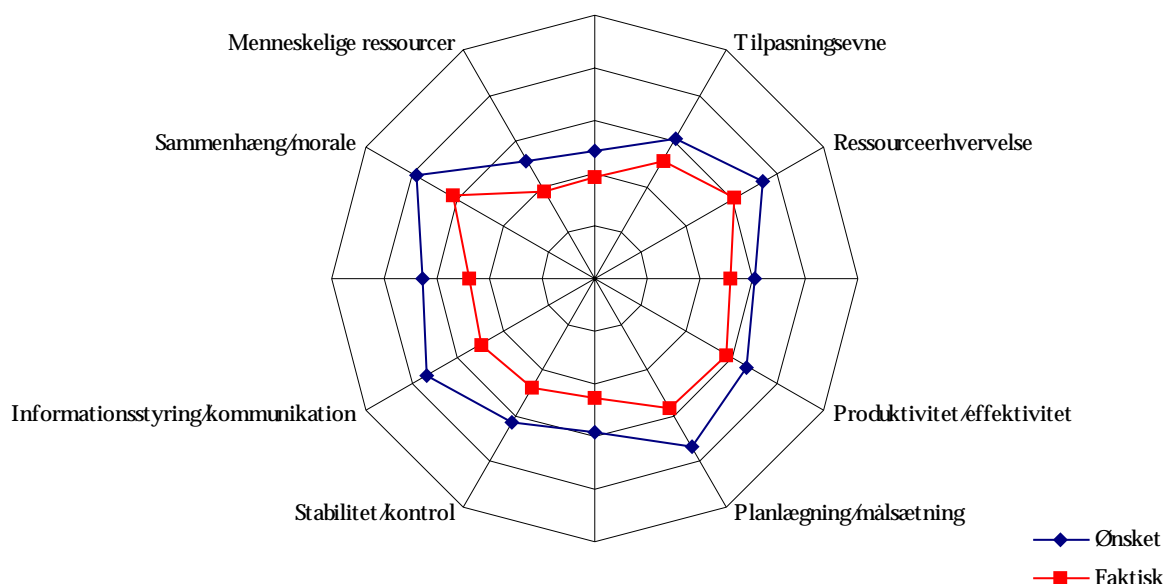 Menneskelige ressourcer
Tilpasningsevne
Sammenhæng/morale
Ressourceerhvervelse
Informationsstyring/kommunikation
Produktivitet/effektivitet
Stabilitet/kontrol
Planlægning/målsætning
Ønsket
Faktisk